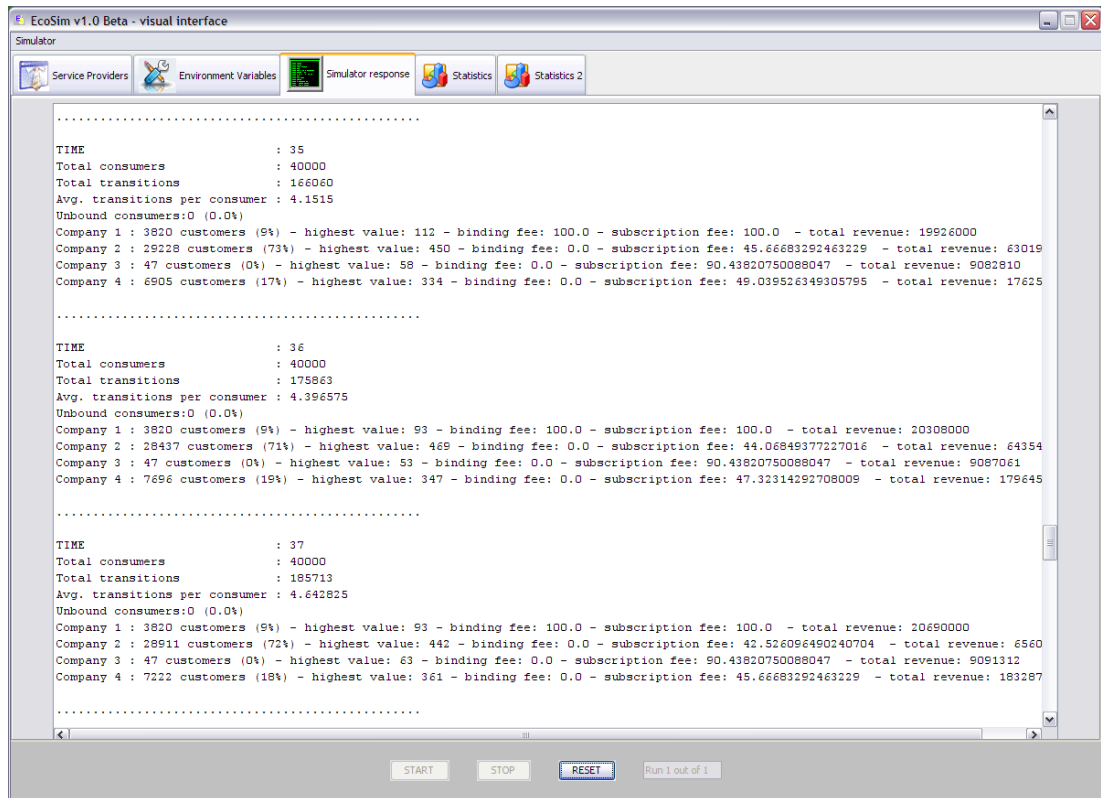 EcoSim v1.0 Beta - visual interface
Simulator
Service Providers Environment Variables Simulator response Statistics Statistics 2
..................................................
TIME : 35
Total consumers : 40000
Total transitions : 166060
Avg. transitions per consumer : 4.1515
Unbound consumers:0 (0.0%)
Company 1 : 3820 customers (9%) - highest value: 112 - binding fee: 100.0 - subscription fee: 100.0 - total revenue: 19926000
Company 2 : 29228 customers (73%) - highest value: 450 - binding fee: 0.0 - subscription fee: 45.66683292463229 - total revenue: 63019
Company 3 : 47 customers (0%) - highest value: 58 - binding fee: 0.0 - subscription fee: 90.43820750088047 - total revenue: 9082810
Company 4 : 6905 customers (17%) - highest value: 334 - binding fee: 0.0 - subscription fee: 49.039526349305795 - total revenue: 17625
..................................................
TIME : 36
Total consumers : 40000
Total transitions : 175863
Avg. transitions per consumer : 4.396575
Unbound consumers:0 (0.0%)
Company 1 : 3820 customers (9%) - highest value: 93 - binding fee: 100.0 - subscription fee: 100.0 - total revenue: 20308000
Company 2 : 28437 customers (71%) - highest value: 469 - binding fee: 0.0 - subscription fee: 44.06849377227016 - total revenue: 64354
Company 3 : 47 customers (0%) - highest value: 53 - binding fee: 0.0 - subscription fee: 90.43820750088047 - total revenue: 9087061
Company 4 : 7696 customers (19%) - highest value: 347 - binding fee: 0.0 - subscription fee: 47.32314292708079 - total revenue: 179645
..................................................
TIME : 37
Total consumers : 40000
Total transitions : 185713
Avg. transitions per consumer : 4.642825
Unbound consumers:0 (0.0%)
Company 1 : 3820 customers (9%) - highest value: 93 - binding fee: 100.0 - subscription fee: 100.0 - total revenue: 20690000
Company 2 : 28911 customers (72%) - highest value: 442 - binding fee: 0.0 - subscription fee: 42.526096490240704 - total revenue: 6560
Company 3 : 47 customers (0%) - highest value: 63 - binding fee: 0.0 - subscription fee: 90.43820750088047 - total revenue: 9091312
Company 4 : 7222 customers (18%) - highest value: 361 - binding fee: 0.0 - subscription fee: 45.66683292463229 - total revenue: 183287
..................................................
START STOP RESET Run 1 out of 1